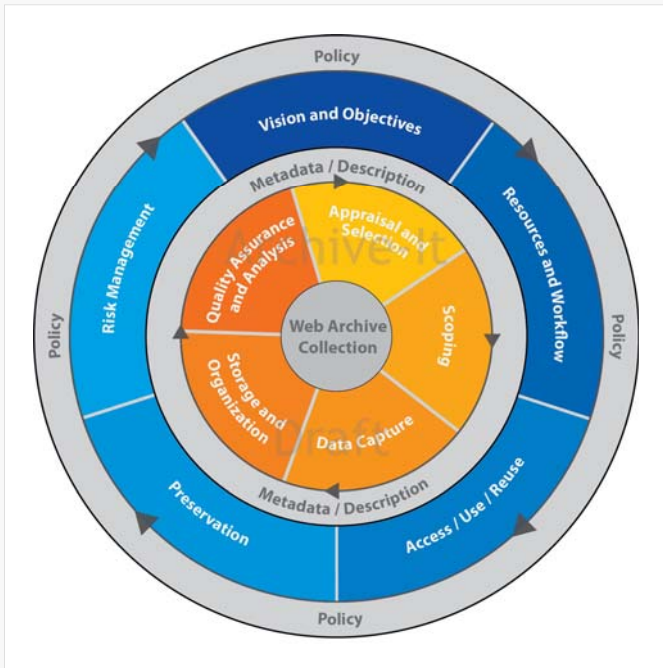 Policy
Vision and Objectives
Metadata / Description
Appraisal and
Selection
Quality Assurance
and Analysis
Archive-It
Risk Management
Resources and Workflow
Policy
Web Archive
Collection
Scoping
Policy
Storage and
Organization
Data Capture
Draft
Metadata / Description
Preservation
Access / Use / Reuse
Policy